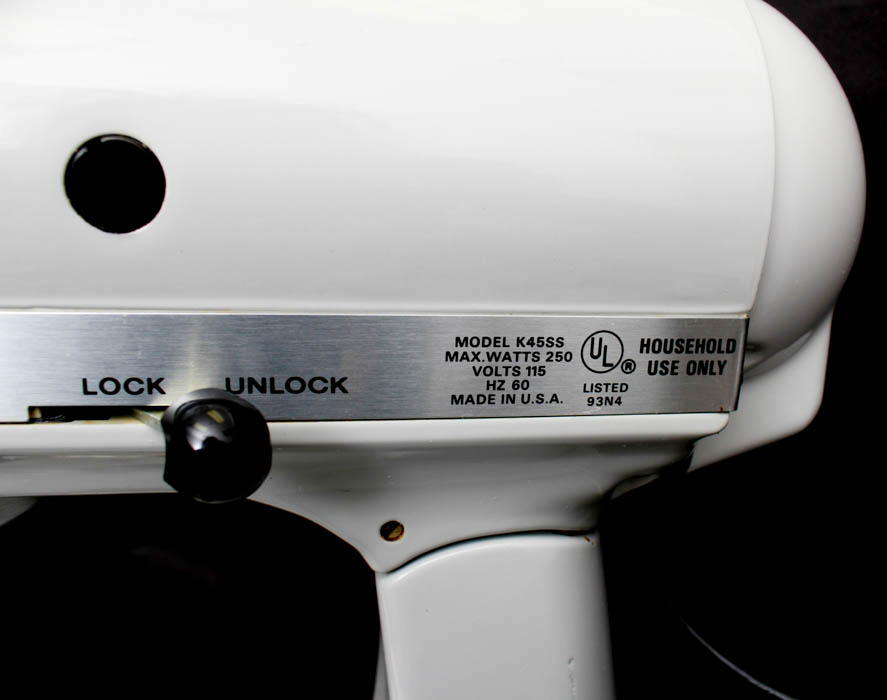 LOCK UNLOCK
MODEL K45SS
MAX.WATTS 250
VOLTS 115
HZ 60
MADE IN U.S.A.
UL ®
LISTED
93N4
HOUSEHOLD
USE ONLY